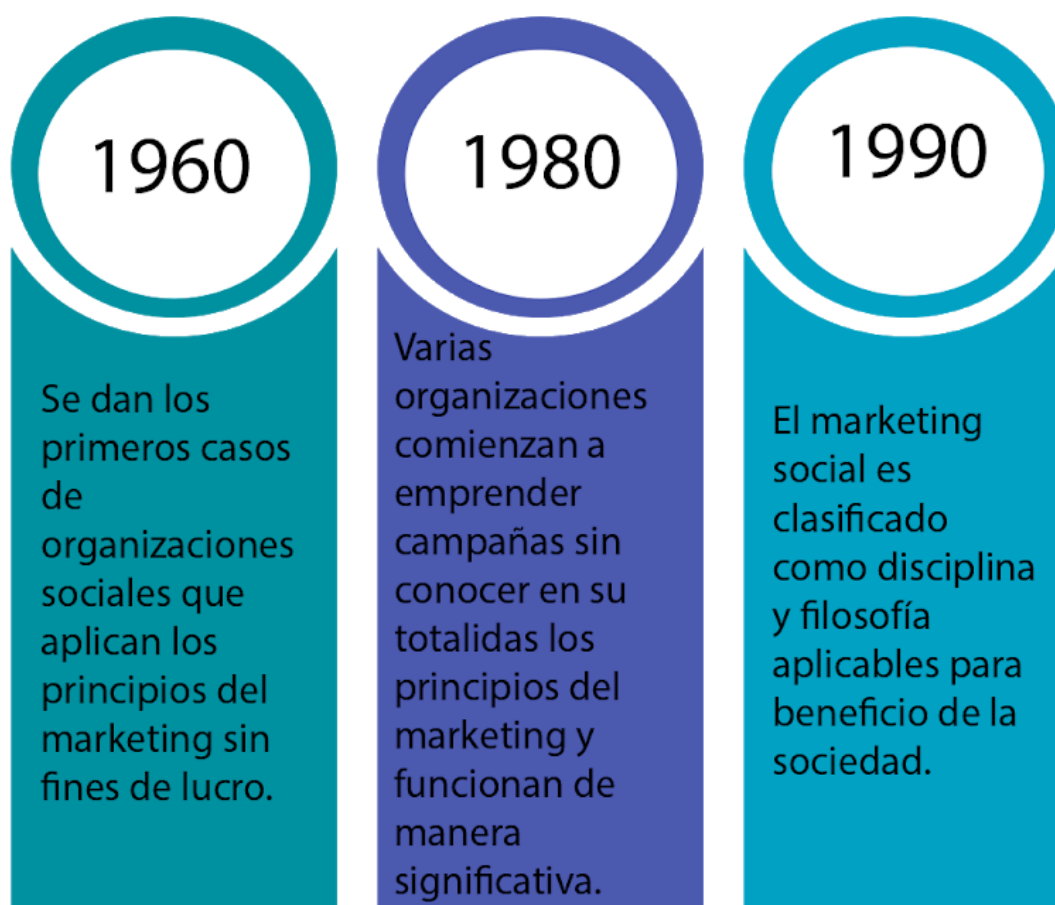 1960
Se dan los
primeros casos
de
organizaciones
sociales que
aplican los
principios del
marketing sin
fines de lucro.
1980
Varias
organizaciones
comienzan a
emprender
campañas sin
conocer en su
totalidas los
principios del
marketing y
funcionan de
manera
significativa.
1990
El marketing
social es
clasificado
como disciplina
y filosofía
aplicables para
beneficio de la
sociedad.